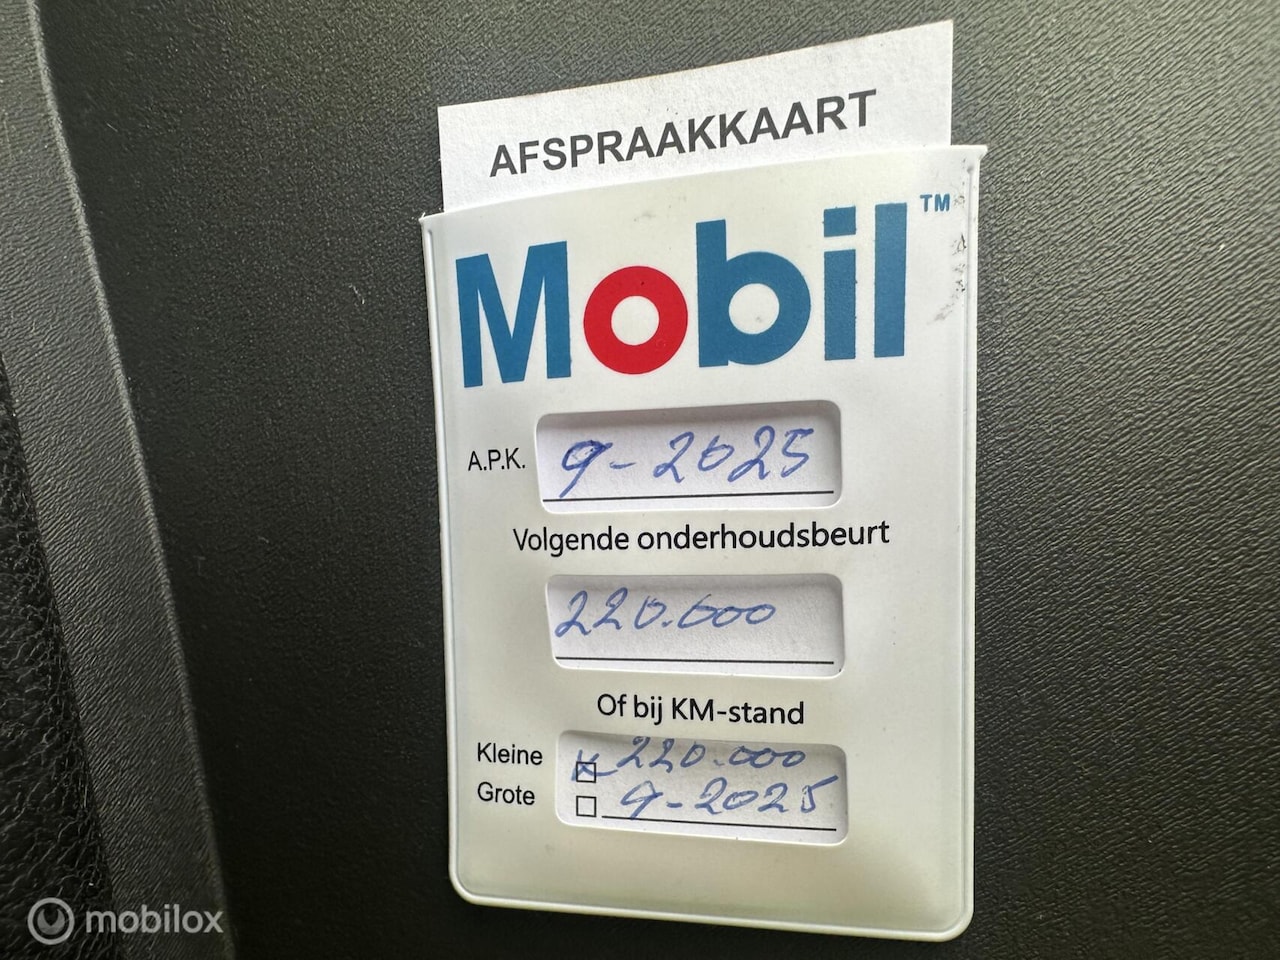 AFSPRAAKKAART
Mobil™
A.P.K. 9-2025
Volgende onderhoudsbeurt
220.000
Of bij KM-stand
Kleine x 220.000
Grote 9-2025
mobilox